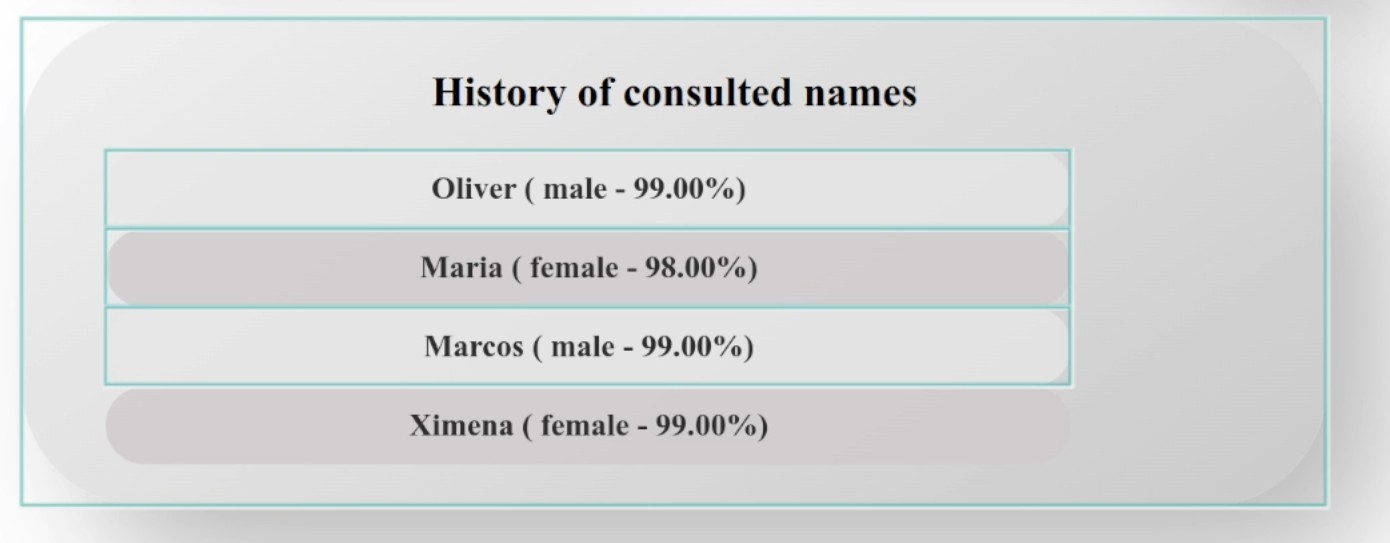 History of consulted names
Oliver ( male - 99.00%)
Maria ( female - 98.00%)
Marcos ( male - 99.00%)
Ximena ( female - 99.00%)